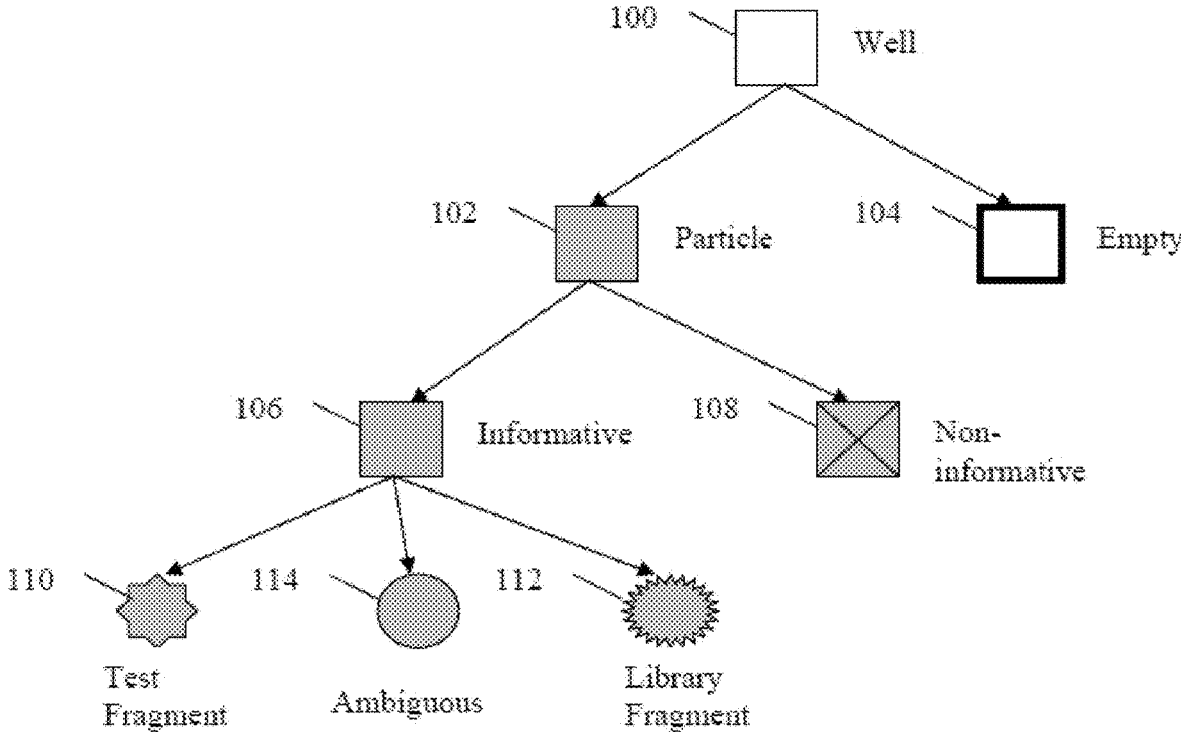 100
Well
102
Particle
104
Empty
106
Informative
108
Non-
informative
110
114
112
Test
Fragment
Ambiguous
Library
Fragment